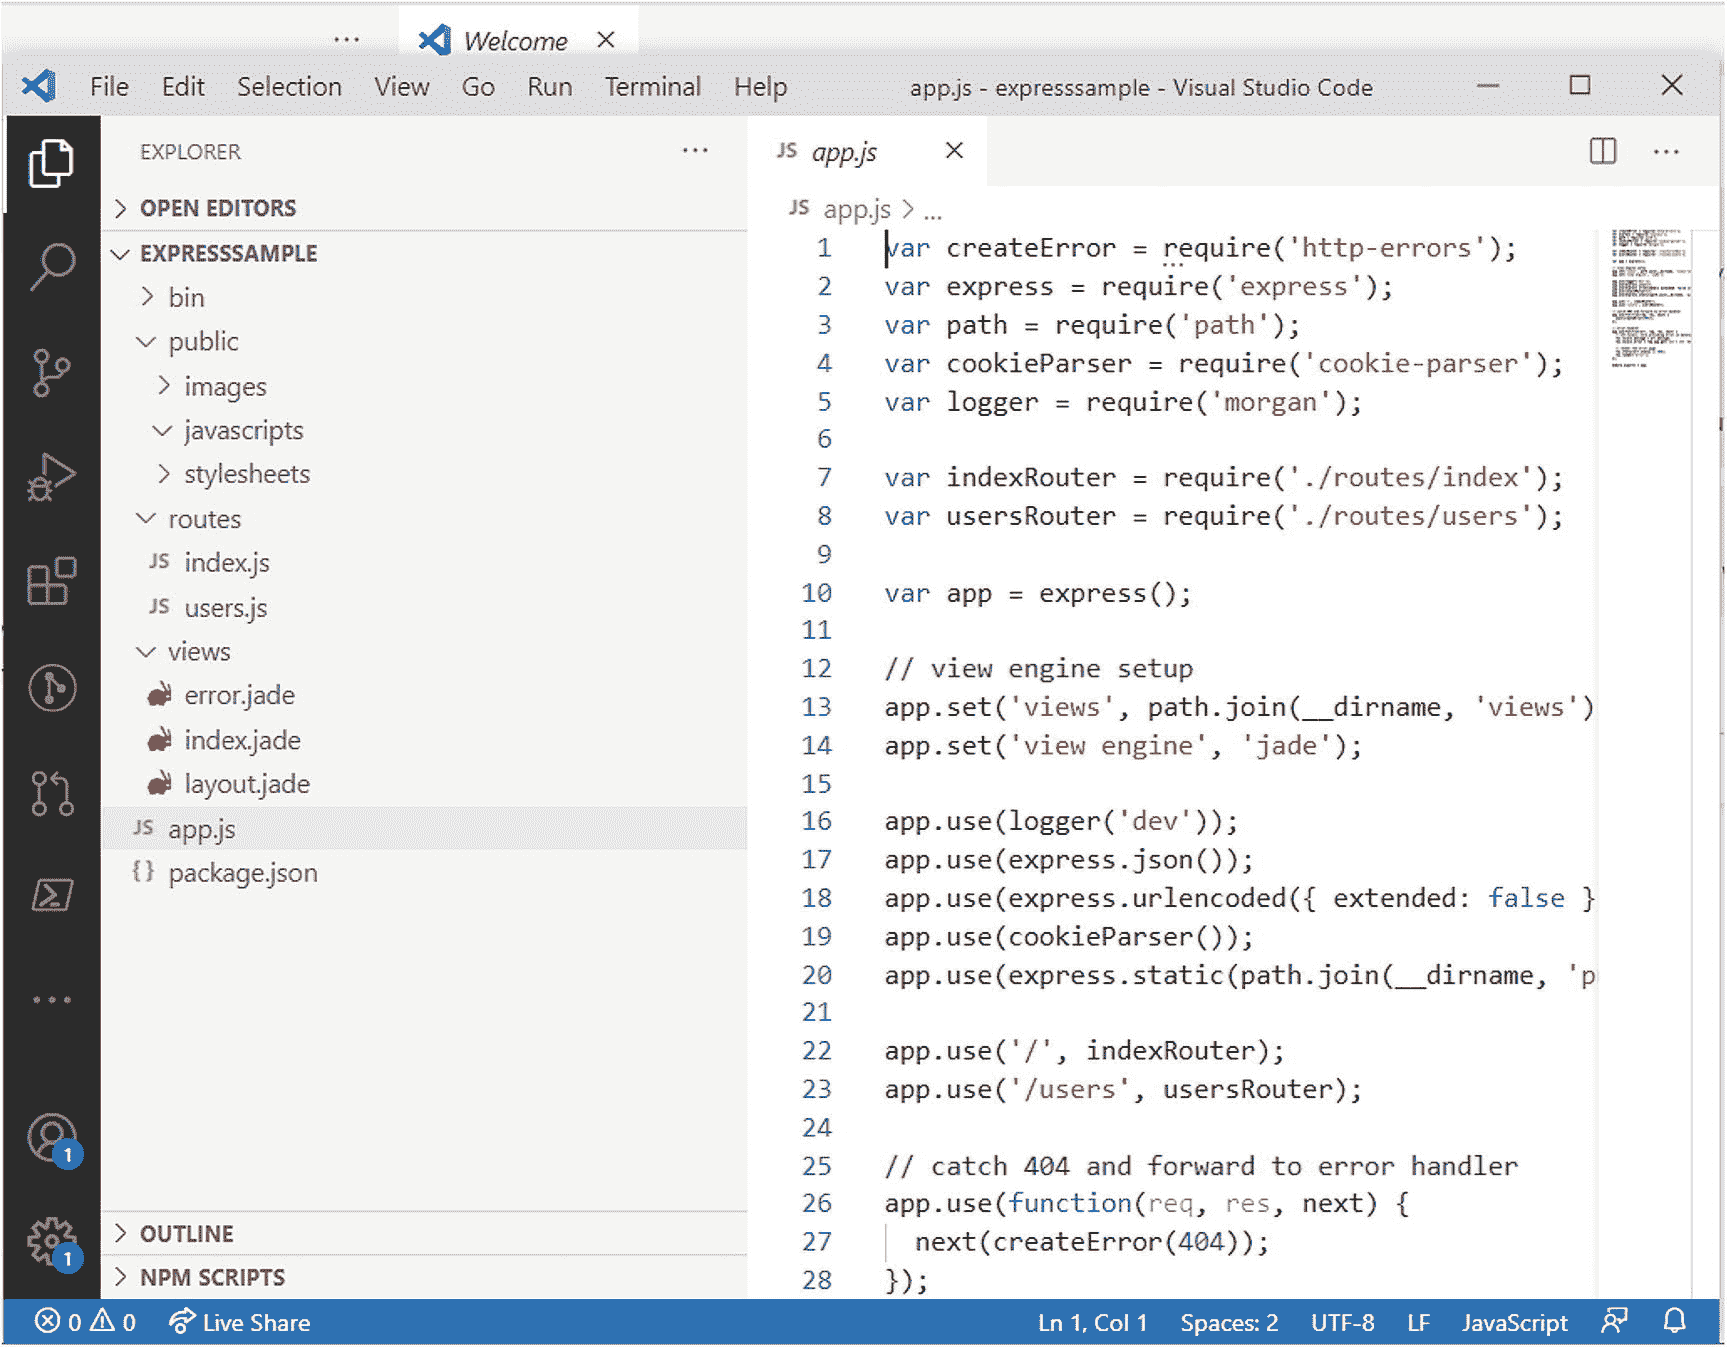 Welcome
File Edit Selection View Go Run Terminal Help app.js - expresssample - Visual Studio Code
EXPLORER
OPEN EDITORS
EXPRESSSAMPLE
bin
public
images
javascripts
stylesheets
routes
JS index.js
JS users.js
views
error.jade
index.jade
layout.jade
JS app.js
{} package.json
OUTLINE
NPM SCRIPTS
1
1
JS app.js
JS app.js > ...
1 var createError = require('http-errors');
2 var express = require('express');
3 var path = require('path');
4 var cookieParser = require('cookie-parser');
5 var logger = require('morgan');
6
7 var indexRouter = require('./routes/index');
8 var usersRouter = require('./routes/users');
9
10 var app = express();
11
12 // view engine setup
13 app.set('views', path.join(__dirname, 'views')
14 app.set('view engine', 'jade');
15
16 app.use(logger('dev'));
17 app.use(express.json());
18 app.use(express.urlencoded({ extended: false }
19 app.use(cookieParser());
20 app.use(express.static(path.join(__dirname, 'p
21
22 app.use('/', indexRouter);
23 app.use('/users', usersRouter);
24
25 // catch 404 and forward to error handler
26 app.use(function(req, res, next) {
27 next(createError(404));
28 });
0 0 Live Share Ln 1, Col 1 Spaces: 2 UTF-8 LF JavaScript